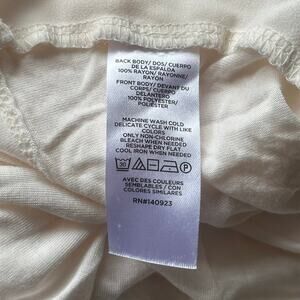 BACK BODY/ DOS/ CUERPO
DE LA ESPALDA
100% RAYON/ RAYONNE/
RAYÓN
FRONT BODY/ DEVANT DU
CORPS/ CUERPO
DELANTERO
100% POLYESTER/
POLIESTER
MACHINE WASH COLD
DELICATE CYCLE WITH LIKE
COLORS
ONLY NON-CHLORINE
BLEACH WHEN NEEDED
RESHAPE DRY FLAT
COOL IRON WHEN NEEDED
30 P
AVEC DES COULEURS
SEMBLABLES / CON
COLORES SIMILARES
RN#140923